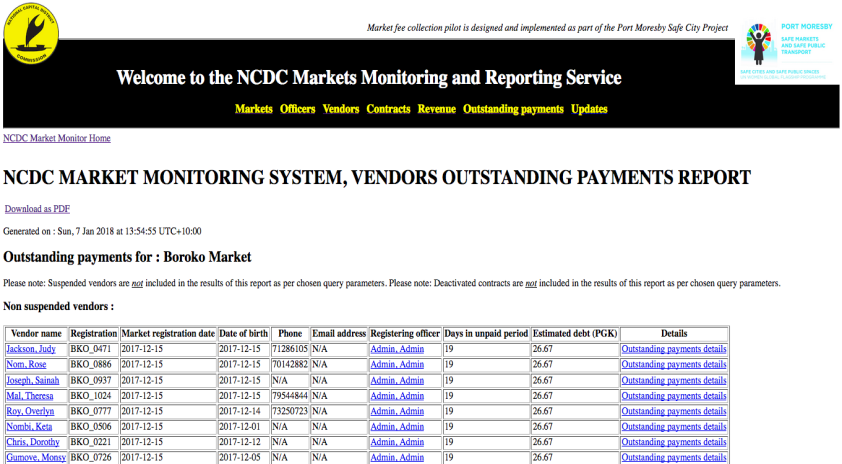 NATIONAL CAPITAL DISTRICT
COMMISSION
Market fee collection pilot is designed and implemented as part of the Port Moresby Safe City Project
PORT MORESBY
SAFE MARKETS
AND SAFE PUBLIC
TRANSPORT
SAFE CITIES AND SAFE PUBLIC SPACES
UN WOMEN GLOBAL FLAGSHIP PROGRAMME
Welcome to the NCDC Markets Monitoring and Reporting Service
Markets Officers Vendors Contracts Revenue Outstanding payments Updates
NCDC Market Monitor Home
NCDC MARKET MONITORING SYSTEM, VENDORS OUTSTANDING PAYMENTS REPORT
Download as PDF
Generated on : Sun, 7 Jan 2018 at 13:54:55 UTC+10:00
Outstanding payments for : Boroko Market
Please note: Suspended vendors are not included in the results of this report as per chosen query parameters. Please note: Deactivated contracts are not included in the results of this report as per chosen query parameters.
Non suspended vendors :
Vendor name Registration Market registration date Date of birth Phone Email address Registering officer Days in unpaid period Estimated debt (PGK) Details
Jackson, Judy BKO_0471 2017-12-15 2017-12-15 71286105 N/A Admin, Admin 19 26.67 Outstanding payments details
Nom, Rose BKO_0886 2017-12-15 2017-12-15 70142882 N/A Admin, Admin 19 26.67 Outstanding payments details
Joseph, Sainah BKO_0937 2017-12-15 2017-12-15 N/A N/A Admin, Admin 19 26.67 Outstanding payments details
Mal, Theresa BKO_1024 2017-12-15 2017-12-15 79544844 N/A Admin, Admin 19 26.67 Outstanding payments details
Roy, Overlyn BKO_0777 2017-12-15 2017-12-14 73250723 N/A Admin, Admin 19 26.67 Outstanding payments details
Nombi, Keta BKO_0506 2017-12-15 2017-12-01 N/A N/A Admin, Admin 19 26.67 Outstanding payments details
Chris, Dorothy BKO_0221 2017-12-15 2017-12-12 N/A N/A Admin, Admin 19 26.67 Outstanding payments details
Gumove, Monsy BKO_0726 2017-12-15 2017-12-05 N/A N/A Admin, Admin 19 26.67 Outstanding payments details